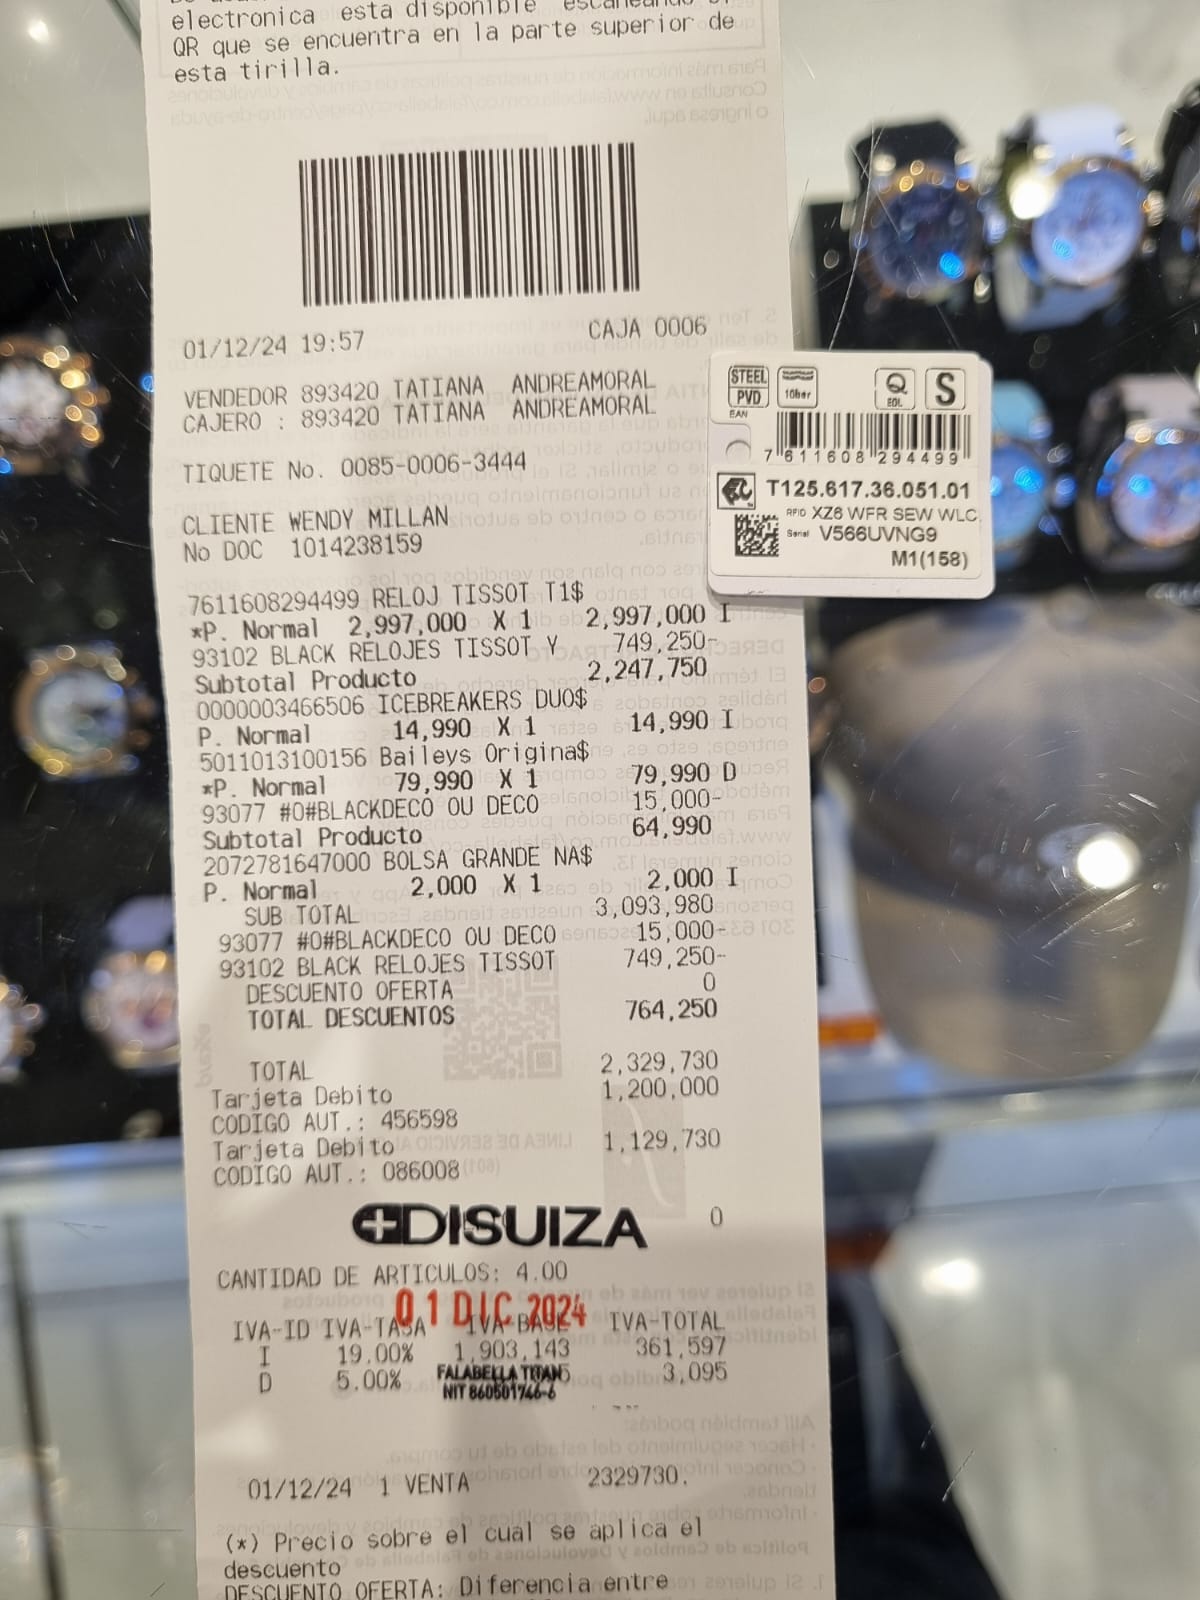 electronica esta disponible escaneando
QR que se encuentra en la parte superior de
esta tirilla.
01/12/24 19:57 CAJA 0006
VENDEDOR 893420 TATIANA ANDREAMORAL
CAJERO : 893420 TATIANA ANDREAMORAL
TIQUETE No. 0085-0006-3444
CLIENTE WENDY MILLAN
No DOC 1014238159
7611608294499 RELOJ TISSOT T1$
*P. Normal 2,997,000 X 1 2,997,000 I
93102 BLACK RELOJES TISSOT Y 749,250-
Subtotal Producto 2,247,750
0000003466506 ICEBREAKERS DUO$
P. Normal 14,990 X 1 14,990 I
5011013100156 Baileys Origina$
*P. Normal 79,990 X 1 79,990 D
93077 #0#BLACKDECO OU DECO 15,000-
Subtotal Producto 64,990
2072781647000 BOLSA GRANDE NA$
P. Normal 2,000 X 1 2,000 I
SUB TOTAL 3,093,980
93077 #0#BLACKDECO OU DECO 15,000-
93102 BLACK RELOJES TISSOT 749,250-
DESCUENTO OFERTA 0
TOTAL DESCUENTOS 764,250
TOTAL 2,329,730
Tarjeta Debito 1,200,000
CODIGO AUT.: 456598
Tarjeta Debito 1,129,730
CODIGO AUT.: 086008
DISUIZA 0
CANTIDAD DE ARTICULOS: 4.00
01 DIC 2024
IVA-ID IVA-TASA IVA-BASE IVA-TOTAL
I 19.00% 1,903,143 361,597
D 5.00% 3,095
FALABELLA TITAN
NIT 860501746-6
01/12/24 1 VENTA 2329730.
(*) Precio sobre el cual se aplica el
descuento
DESCUENTO OFERTA: Diferencia entre
STEEL
PVD
10bar
Q
EOL
S
EAN
7 611608 294499
T125.617.36.051.01
RFID XZ6 WFR SEW WLC
Serial V566UVNG9
M1(158)